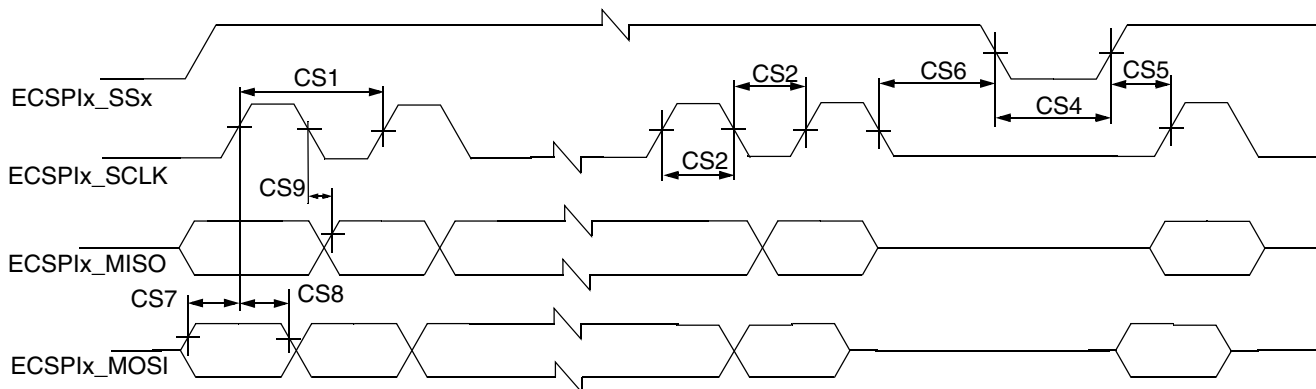 CS1
CS2
CS6
CS5
ECSPIx_SSx
CS4
CS2
ECSPIx_SCLK
CS9
ECSPIx_MISO
CS7
CS8
ECSPIx_MOSI